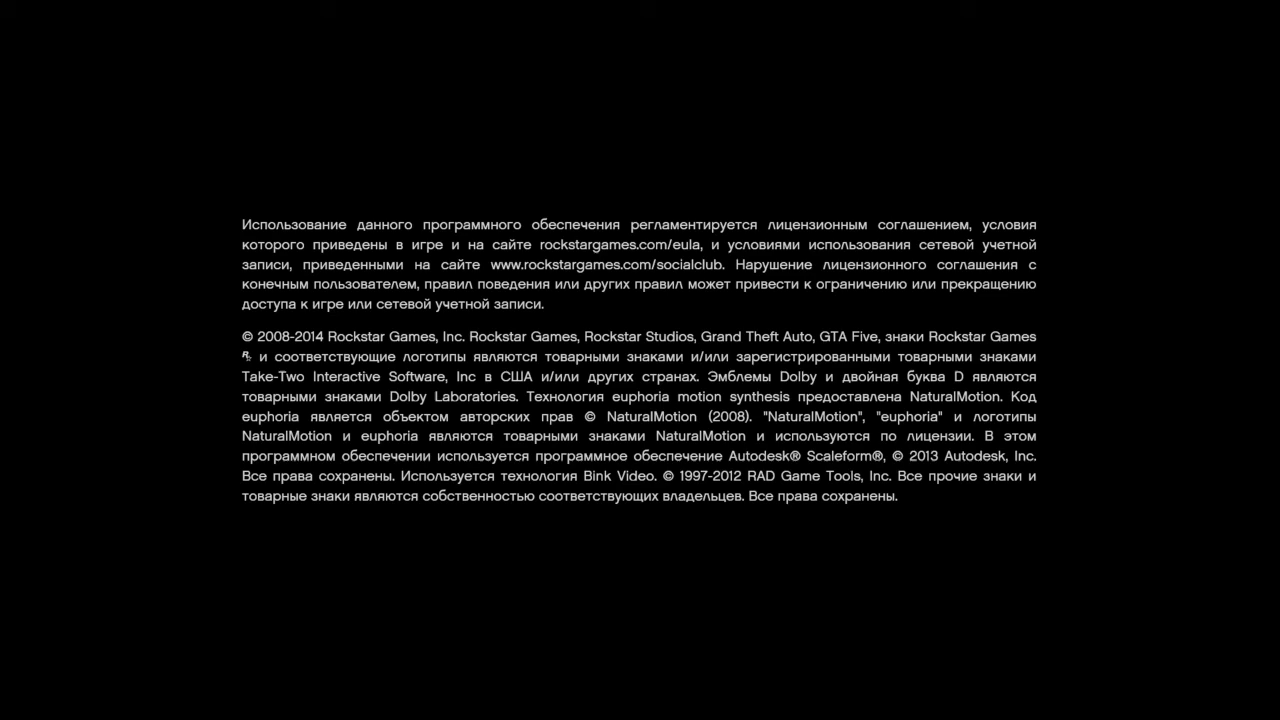 Использование данного программного обеспечения регламентируется лицензионным соглашением, условия
которого приведены в игре и на сайте rockstargames.com/eula, и условиями использования сетевой учетной
записи, приведенными на сайте www.rockstargames.com/socialclub. Нарушение лицензионного соглашения с
конечным пользователем, правил поведения или других правил может привести к ограничению или прекращению
доступа к игре или сетевой учетной записи.
© 2008-2014 Rockstar Games, Inc. Rockstar Games, Rockstar Studios, Grand Theft Auto, GTA Five, знаки Rockstar Games
R* и соответствующие логотипы являются товарными знаками и/или зарегистрированными товарными знаками
Take-Two Interactive Software, Inc в США и/или других странах. Эмблемы Dolby и двойная буква D являются
товарными знаками Dolby Laboratories. Технология euphoria motion synthesis предоставлена NaturalMotion. Код
euphoria является объектом авторских прав © NaturalMotion (2008). "NaturalMotion", "euphoria" и логотипы
NaturalMotion и euphoria являются товарными знаками NaturalMotion и используются по лицензии. В этом
программном обеспечении используется программное обеспечение Autodesk® Scaleform®, © 2013 Autodesk, Inc.
Все права сохранены. Используется технология Bink Video. © 1997-2012 RAD Game Tools, Inc. Все прочие знаки и
товарные знаки являются собственностью соответствующих владельцев. Все права сохранены.